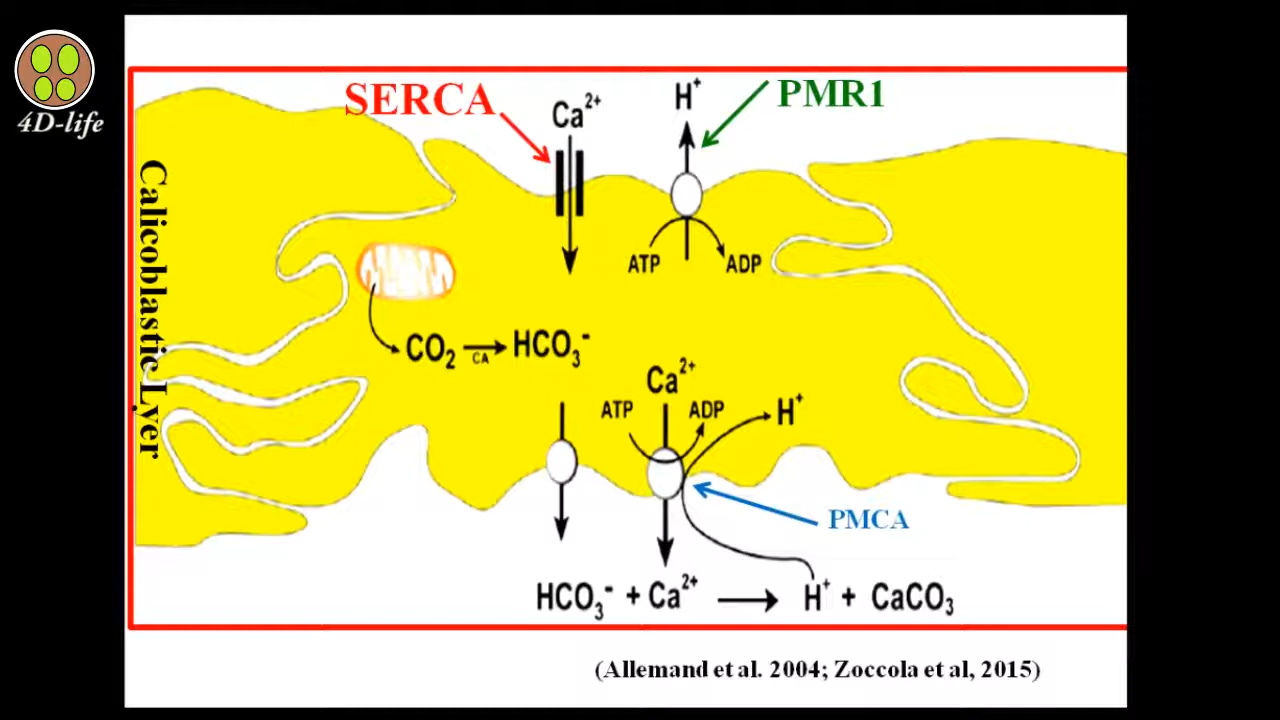 4D-life
Calicoblastic Lyer
SERCA
Ca²⁺
H⁺
PMR1
ATP
ADP
CO₂
CA
HCO₃⁻
Ca²⁺
ATP
ADP
H⁺
PMCA
HCO₃⁻ + Ca²⁺ → H⁺ + CaCO₃
(Allemand et al. 2004; Zoccola et al, 2015)